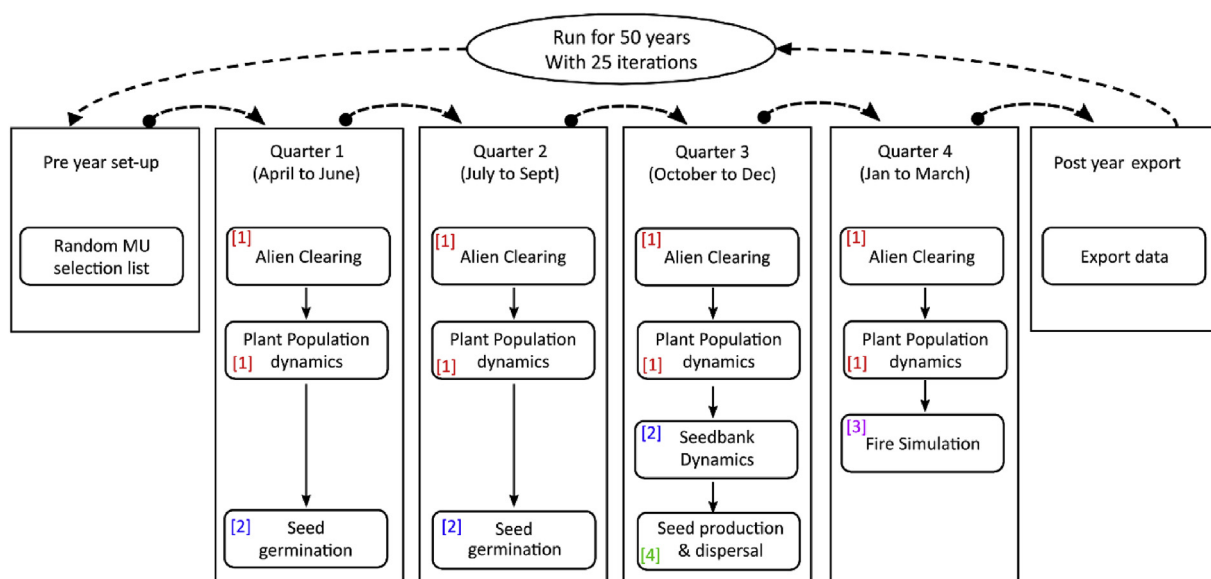 Run for 50 years
With 25 iterations
Pre year set-up
Random MU
selection list
Quarter 1
(April to June)
[1]
Alien Clearing
Plant Population
dynamics
[1]
[2]
Seed
germination
Quarter 2
(July to Sept)
[1]
Alien Clearing
Plant Population
dynamics
[1]
[2]
Seed
germination
Quarter 3
(October to Dec)
[1]
Alien Clearing
Plant Population
dynamics
[1]
[2]
Seedbank
Dynamics
Seed production
& dispersal
[4]
Quarter 4
(Jan to March)
[1]
Alien Clearing
Plant Population
dynamics
[1]
[3]
Fire Simulation
Post year export
Export data